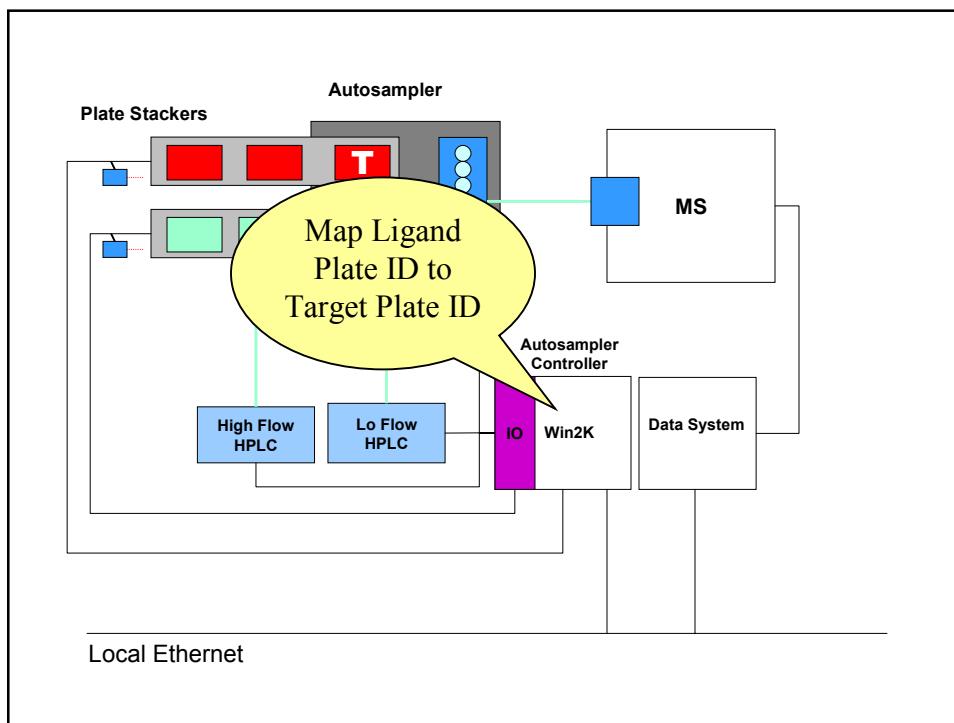 Autosampler
Plate Stackers
T
MS
Map Ligand
Plate ID to
Target Plate ID
Autosampler
Controller
High Flow
HPLC
Lo Flow
HPLC
IO
Win2K
Data System
Local Ethernet